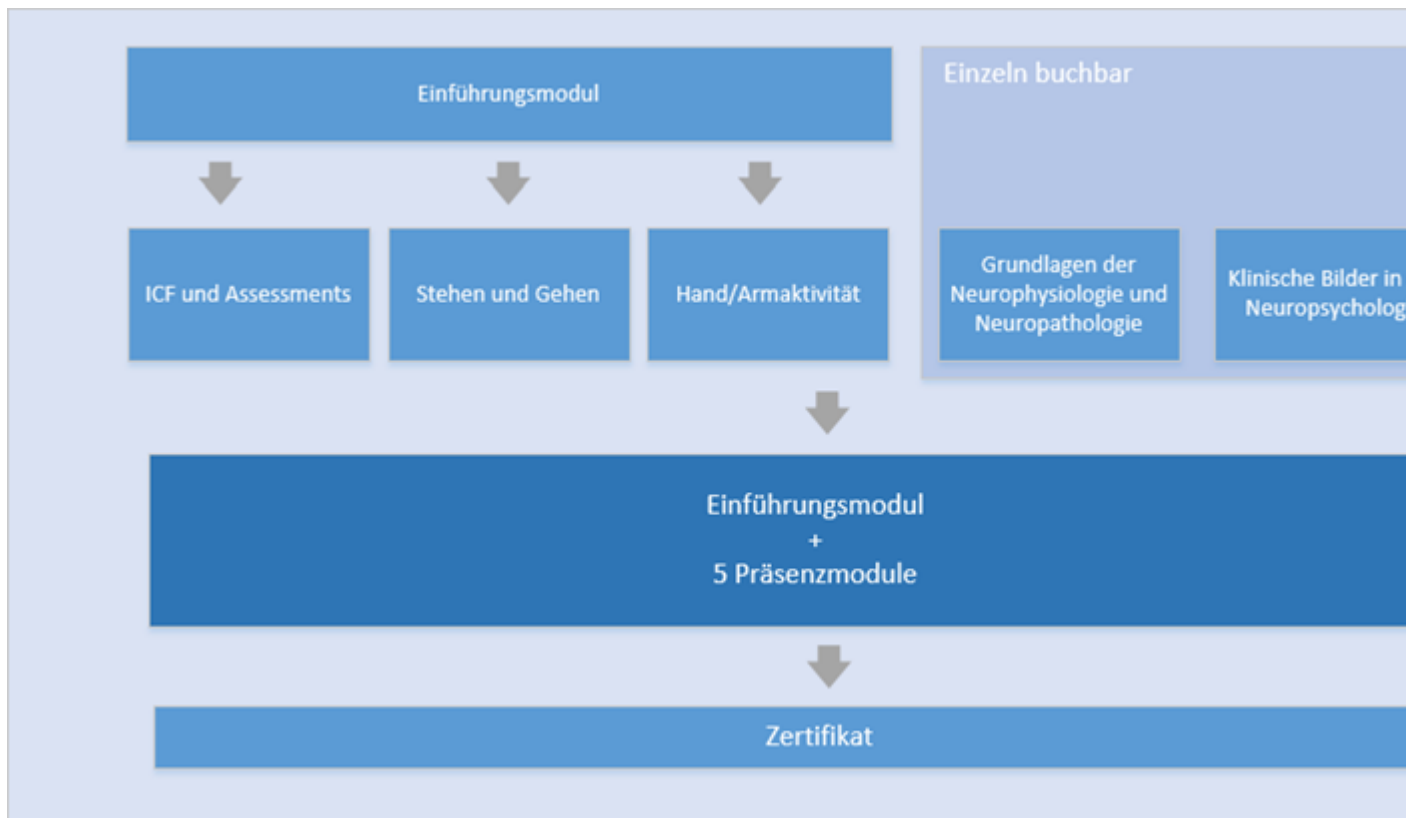 Einführungsmodul
Einzeln buchbar
ICF und Assessments
Stehen und Gehen
Hand/Armaktivität
Grundlagen der
Neurophysiologie und
Neuropathologie
Klinische Bilder in
Neuropsycholog
Einführungsmodul
+
5 Präsenzmodule
Zertifikat